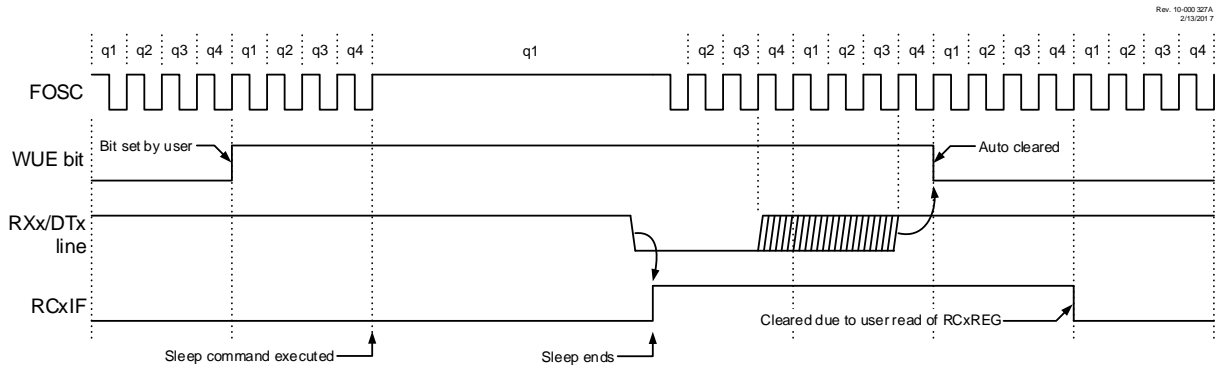 Rev. 10-000 327A
2/13/2017
q1 q2 q3 q4 q1 q2 q3 q4 q1 q2 q3 q4 q1 q2 q3 q4 q1 q2 q3 q4 q1 q2 q3 q4
FOSC
WUE bit
Bit set by user
Auto cleared
RXx/DTx
line
RCxIF
Cleared due to user read of RCxREG
Sleep command executed
Sleep ends